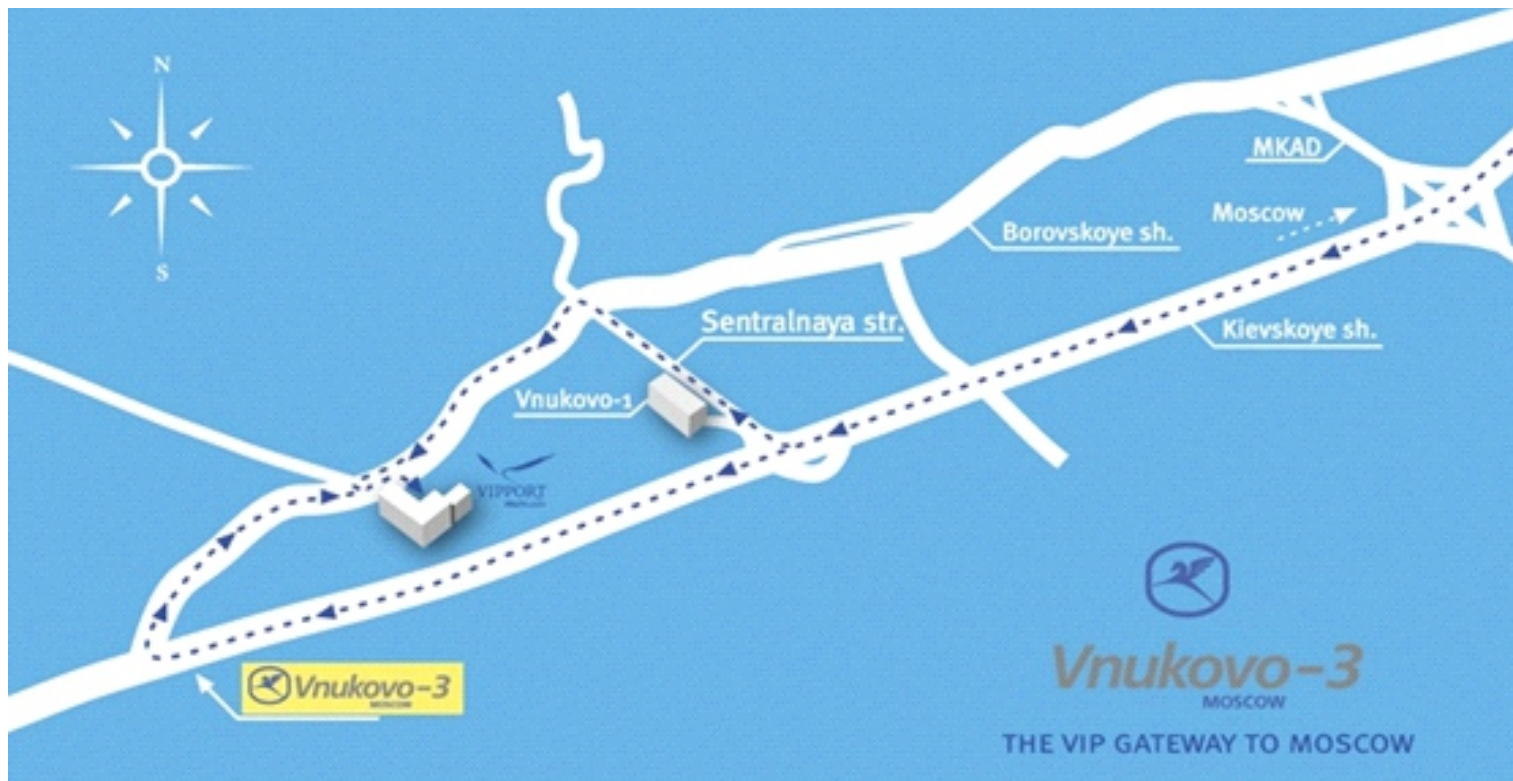 N
S
MKAD
Moscow
Borovskoye sh.
Sentralnaya str.
Kievskoye sh.
Vnukovo-1
VIPPORT
Vnukovo-3
MOSCOW
Vnukovo-3
MOSCOW
THE VIP GATEWAY TO MOSCOW